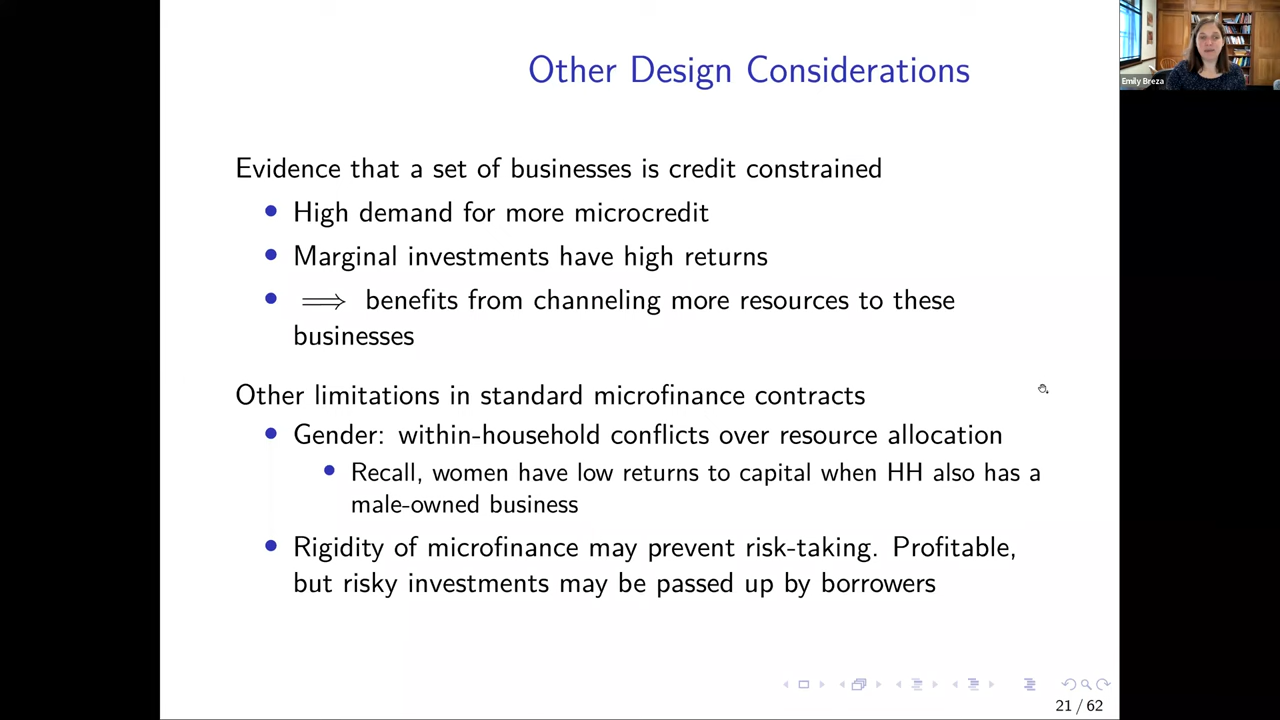 Other Design Considerations
Emily Breza
Evidence that a set of businesses is credit constrained
High demand for more microcredit
Marginal investments have high returns
⟹ benefits from channeling more resources to these
businesses
Other limitations in standard microfinance contracts
Gender: within-household conflicts over resource allocation
Recall, women have low returns to capital when HH also has a
male-owned business
Rigidity of microfinance may prevent risk-taking. Profitable,
but risky investments may be passed up by borrowers
21 / 62